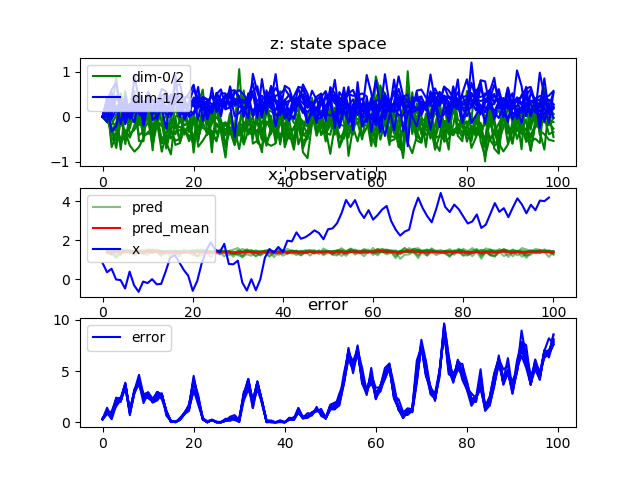 z: state space
1
0
−1
dim-0/2
dim-1/2
0 20 40 60 80 100
x: observation
4
2
0
pred
pred_mean
x
0 20 40 60 80 100
error
10
5
0
error
0 20 40 60 80 100